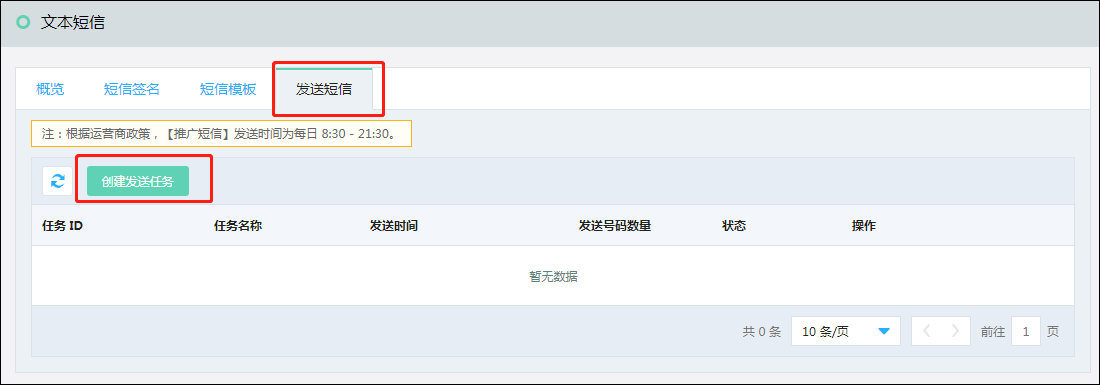 文本短信
概览 短信签名 短信模板 发送短信
注：根据运营商政策，【推广短信】发送时间为每日 8:30 - 21:30。
创建发送任务
任务 ID 任务名称 发送时间 发送号码数量 状态 操作
暂无数据
共 0 条 10 条/页 前往 1 页